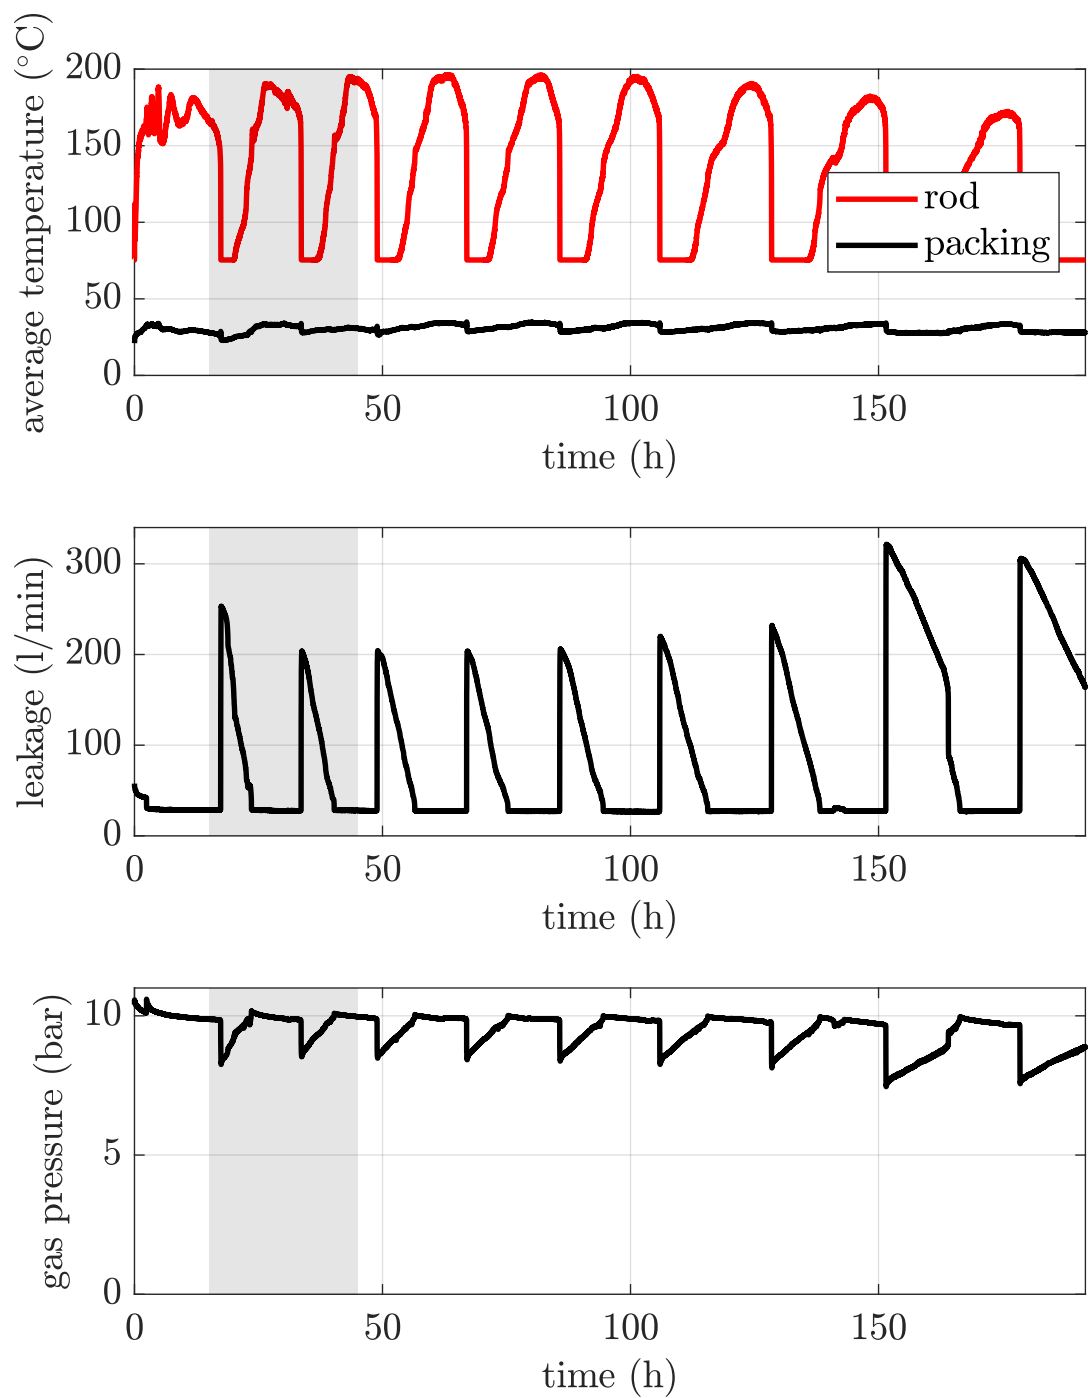 average temperature (°C)
200
150
100
50
0
rod
packing
0 50 100 150
time (h)
leakage (l/min)
300
200
100
0
0 50 100 150
time (h)
gas pressure (bar)
10
5
0
0 50 100 150
time (h)